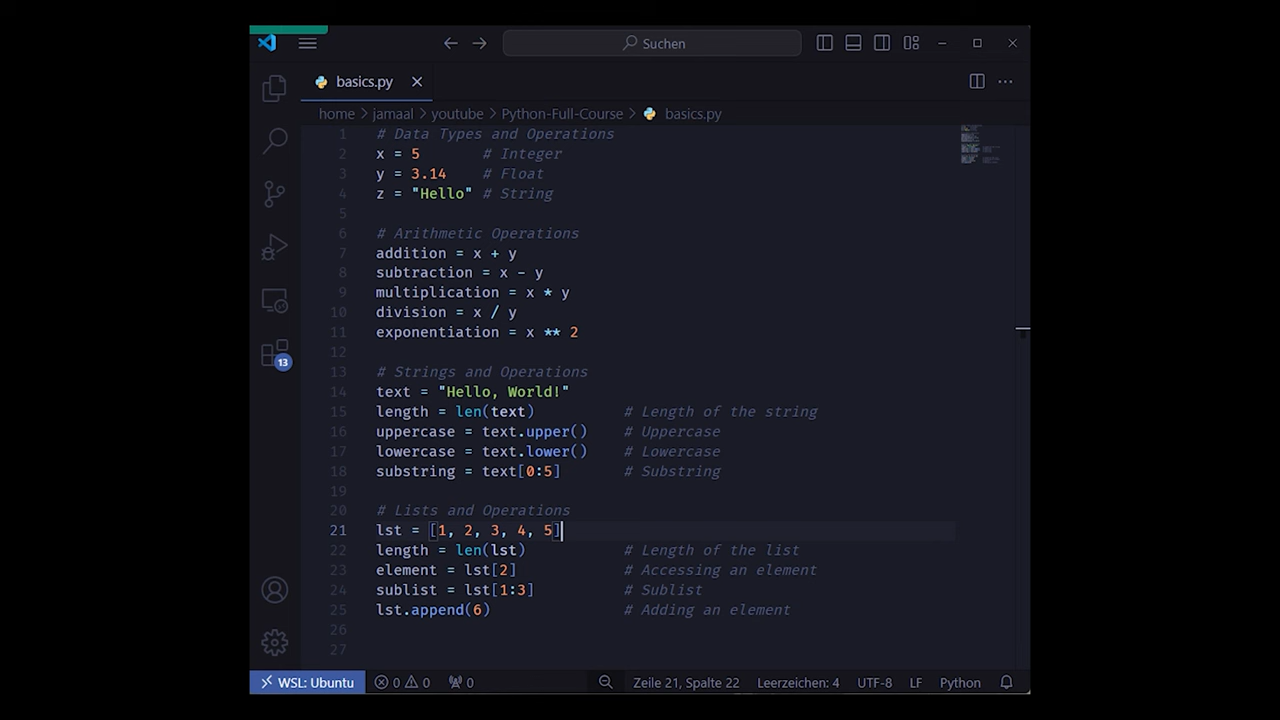 Suchen
basics.py
home > jamaal > youtube > Python-Full-Course > basics.py
1 # Data Types and Operations
2 x = 5 # Integer
3 y = 3.14 # Float
4 z = "Hello" # String
5
6 # Arithmetic Operations
7 addition = x + y
8 subtraction = x - y
9 multiplication = x * y
10 division = x / y
11 exponentiation = x ** 2
12
13 # Strings and Operations
14 text = "Hello, World!"
15 length = len(text) # Length of the string
16 uppercase = text.upper() # Uppercase
17 lowercase = text.lower() # Lowercase
18 substring = text[0:5] # Substring
19
20 # Lists and Operations
21 lst = [1, 2, 3, 4, 5]
22 length = len(lst) # Length of the list
23 element = lst[2] # Accessing an element
24 sublist = lst[1:3] # Sublist
25 lst.append(6) # Adding an element
26
27
13
WSL: Ubuntu 0 0 0 Zeile 21, Spalte 22 Leerzeichen: 4 UTF-8 LF Python